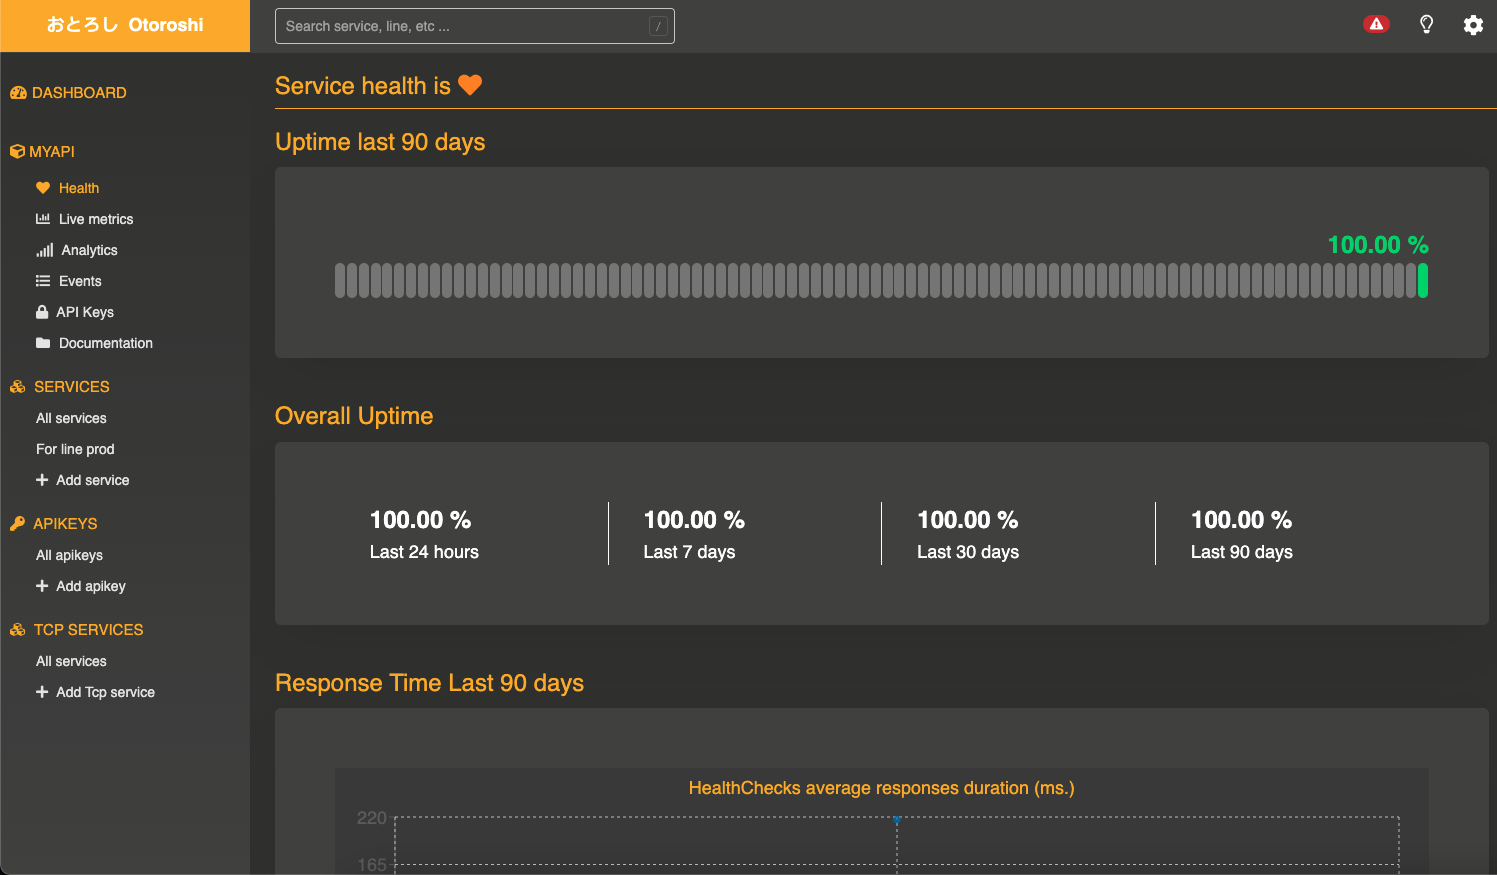 おとろし Otoroshi
Search service, line, etc ...
/
DASHBOARD
MYAPI
Health
Live metrics
Analytics
Events
API Keys
Documentation
SERVICES
All services
For line prod
Add service
APIKEYS
All apikeys
Add apikey
TCP SERVICES
All services
Add Tcp service
Service health is
Uptime last 90 days
100.00 %
Overall Uptime
100.00 %
Last 24 hours
100.00 %
Last 7 days
100.00 %
Last 30 days
100.00 %
Last 90 days
Response Time Last 90 days
HealthChecks average responses duration (ms.)
220
165